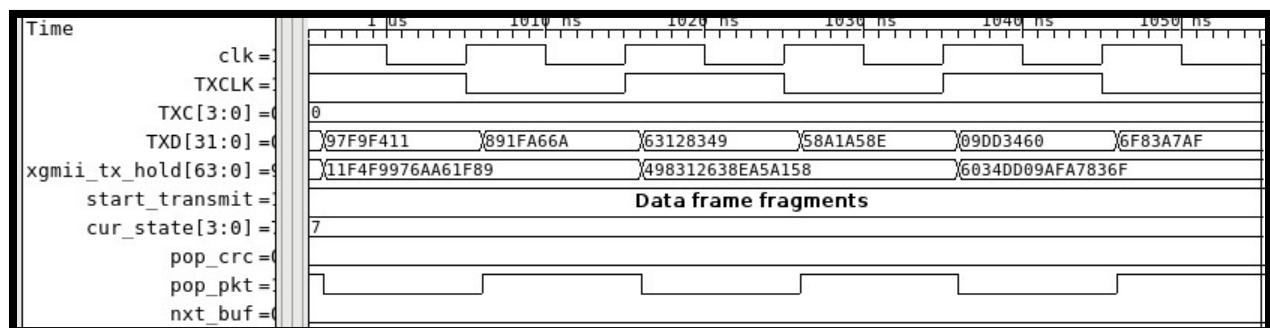 Time
1 us 1010 ns 1020 ns 1030 ns 1040 ns 1050 ns
clk =
TXCLK =
TXC[3:0] = 0
TXD[31:0] = 97F9F411 891FA66A 63128349 58A1A58E 09DD3460 6F83A7AF
xgmii_tx_hold[63:0] = 11F4F9976AA61F89 498312638EA5A158 6034DD09AFA7836F
start_transmit = Data frame fragments
cur_state[3:0] = 7
pop_crc =
pop_pkt =
nxt_buf =